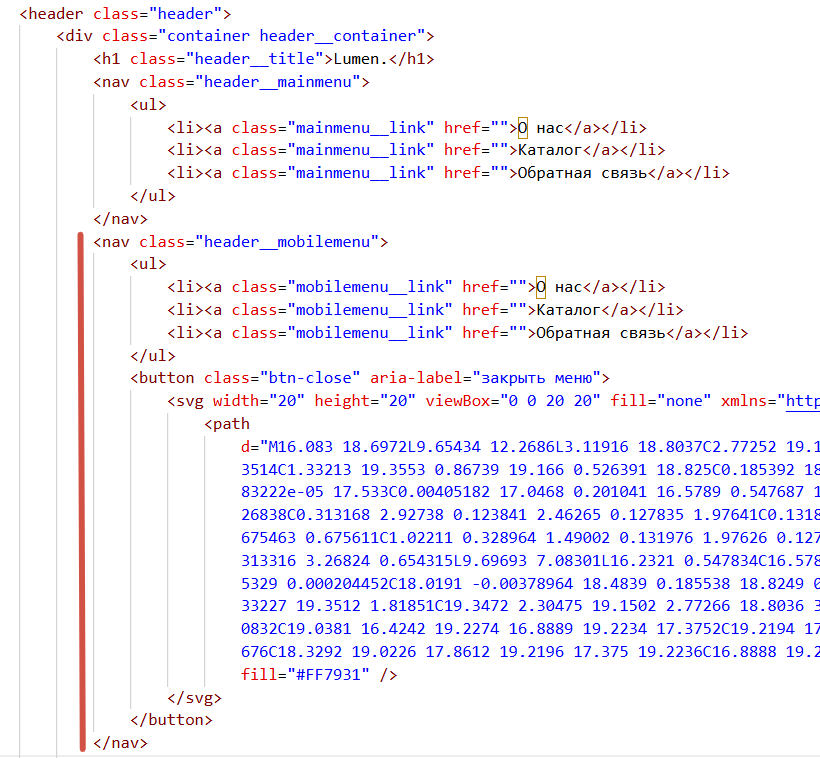 <header class="header">
<div class="container header__container">
<h1 class="header__title">Lumen.</h1>
<nav class="header__mainmenu">
<ul>
<li><a class="mainmenu__link" href="">О нас</a></li>
<li><a class="mainmenu__link" href="">Каталог</a></li>
<li><a class="mainmenu__link" href="">Обратная связь</a></li>
</ul>
</nav>
<nav class="header__mobilemenu">
<ul>
<li><a class="mobilemenu__link" href="">О нас</a></li>
<li><a class="mobilemenu__link" href="">Каталог</a></li>
<li><a class="mobilemenu__link" href="">Обратная связь</a></li>
</ul>
<button class="btn-close" aria-label="закрыть меню">
<svg width="20" height="20" viewBox="0 0 20 20" fill="none" xmlns="http
<path
d="M16.083 18.6972L9.65434 12.2686L3.11916 18.8037C2.77252 19.1
3514C1.33213 19.3553 0.86739 19.166 0.526391 18.825C0.185392 18
83222e-05 17.533C0.00405182 17.0468 0.201041 16.5789 0.547687 1
26838C0.313168 2.92738 0.123841 2.46265 0.127835 1.97641C0.1318
675463 0.675611C1.02211 0.328964 1.49002 0.131976 1.97626 0.127
313316 3.26824 0.654315L9.69693 7.08301L16.2321 0.547834C16.578
5329 0.000204452C18.0191 -0.00378964 18.4839 0.185538 18.8249 0
33227 19.3512 1.81851C19.3472 2.30475 19.1502 2.77266 18.8036 3
0832C19.0381 16.4242 19.2274 16.8889 19.2234 17.3752C19.2194 17
676C18.3292 19.0226 17.8612 19.2196 17.375 19.2236C16.8888 19.2
fill="#FF7931" />
</svg>
</button>
</nav>